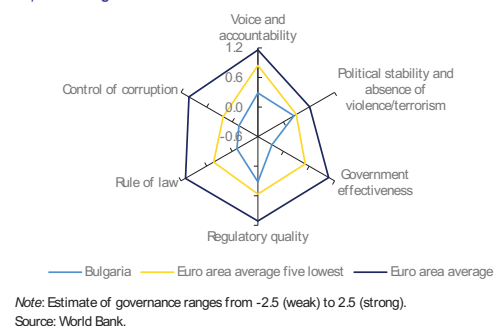 Voice and
accountability
1.2
0.6
0.0
-0.6
Political stability and
absence of
violence/terrorism
Control of corruption
Rule of law
Government
effectiveness
Regulatory quality
Bulgaria
Euro area average five lowest
Euro area average
Note: Estimate of governance ranges from -2.5 (weak) to 2.5 (strong).
Source: World Bank.